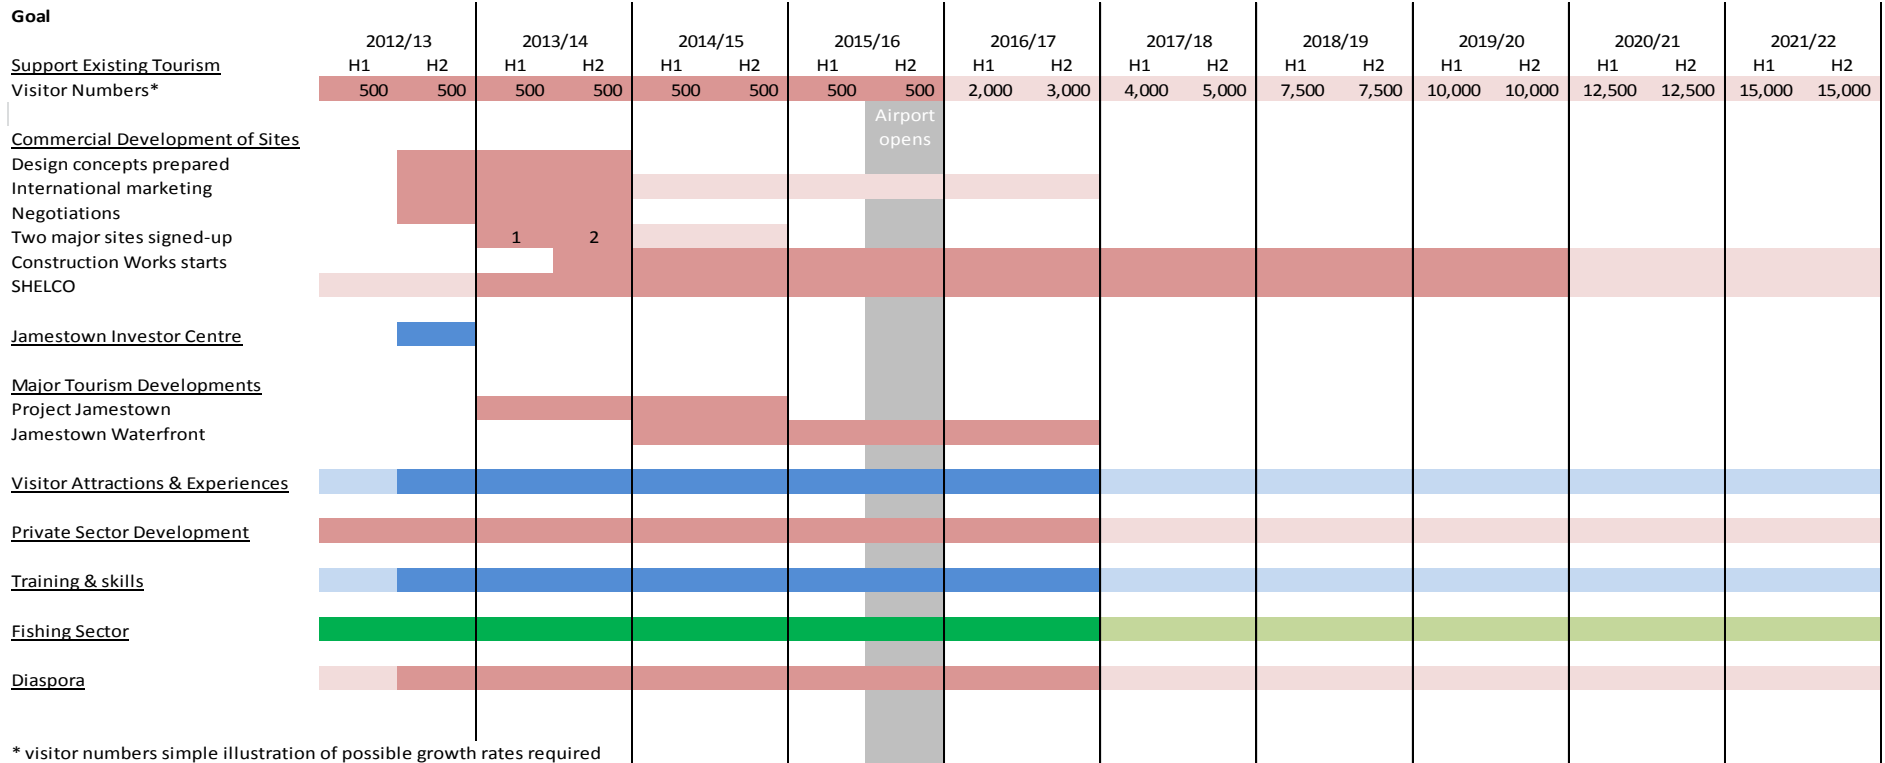 Goal
2012/13 2013/14 2014/15 2015/16 2016/17 2017/18 2018/19 2019/20 2020/21 2021/22
Support Existing Tourism H1 H2 H1 H2 H1 H2 H1 H2 H1 H2 H1 H2 H1 H2 H1 H2 H1 H2 H1 H2
Visitor Numbers* 500 500 500 500 500 500 500 500 2,000 3,000 4,000 5,000 7,500 7,500 10,000 10,000 12,500 12,500 15,000 15,000
Airport
Commercial Development of Sites opens
Design concepts prepared
International marketing
Negotiations
Two major sites signed-up 1 2
Construction Works starts
SHELCO
Jamestown Investor Centre
Major Tourism Developments
Project Jamestown
Jamestown Waterfront
Visitor Attractions & Experiences
Private Sector Development
Training & skills
Fishing Sector
Diaspora
* visitor numbers simple illustration of possible growth rates required